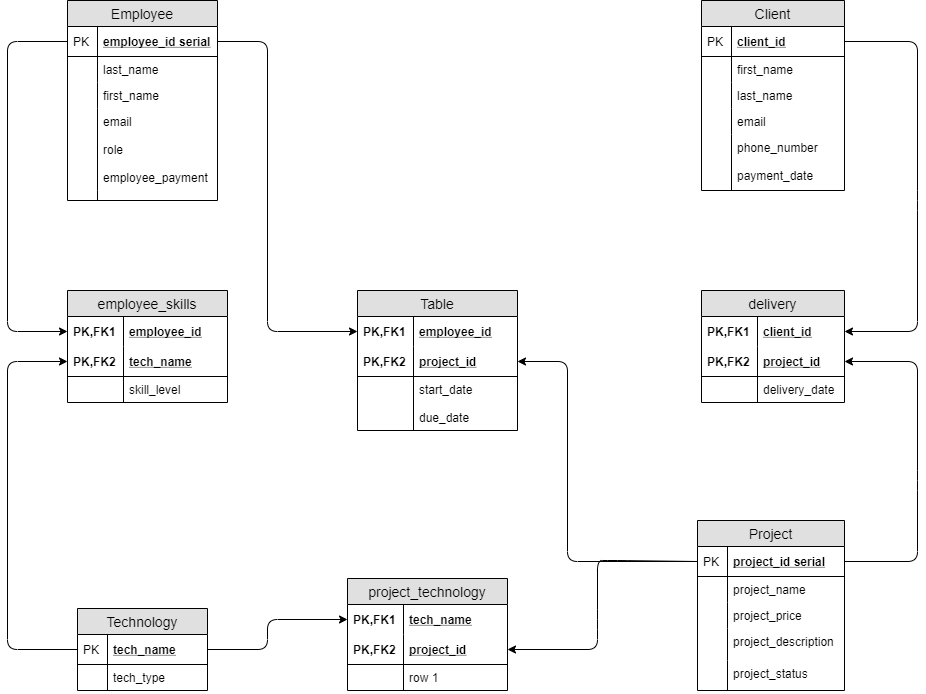 Employee
PK employee_id serial
last_name
first_name
email
role
employee_payment
Client
PK client_id
first_name
last_name
email
phone_number
payment_date
employee_skills
PK,FK1 employee_id
PK,FK2 tech_name
skill_level
Table
PK,FK1 employee_id
PK,FK2 project_id
start_date
due_date
delivery
PK,FK1 client_id
PK,FK2 project_id
delivery_date
Technology
PK tech_name
tech_type
project_technology
PK,FK1 tech_name
PK,FK2 project_id
row 1
Project
PK project_id serial
project_name
project_price
project_description
project_status